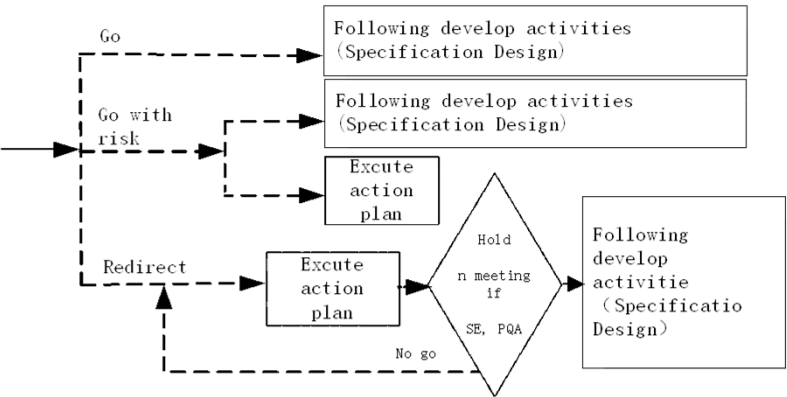 Go
Following develop activities
(Specification Design)
Go with
risk
Following develop activities
(Specification Design)
Excute
action
plan
Redirect
Excute
action
plan
Hold
n meeting
if
SE, PQA
No go
Following
develop
activitie
(Specificatio
Design)